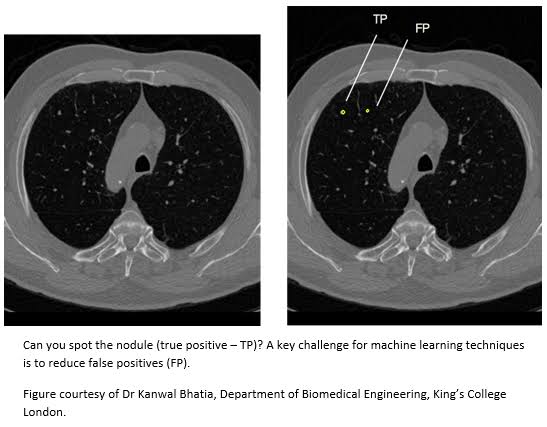 TP
FP
Can you spot the nodule (true positive – TP)? A key challenge for machine learning techniques
is to reduce false positives (FP).
Figure courtesy of Dr Kanwal Bhatia, Department of Biomedical Engineering, King’s College
London.